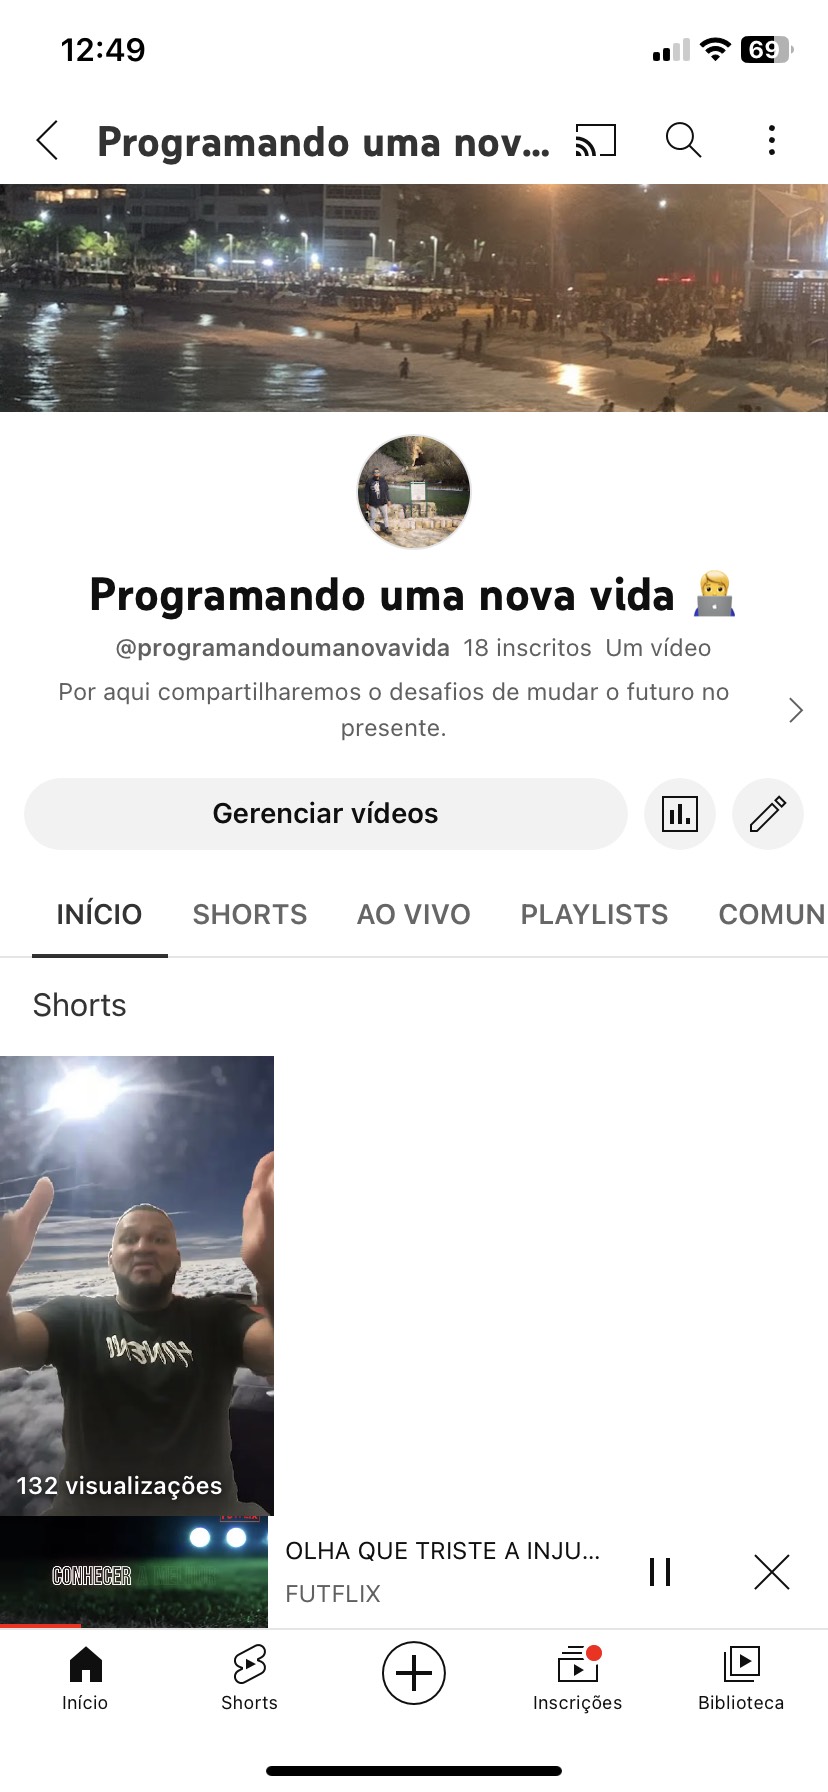 12:49
69
Programando uma nov...
Programando uma nova vida 🧑‍💻
@programandoumanovavida 18 inscritos Um vídeo
Por aqui compartilharemos o desafios de mudar o futuro no
presente.
Gerenciar vídeos
INÍCIO SHORTS AO VIVO PLAYLISTS COMUN
Shorts
HINENI
132 visualizações
CONHECER
OLHA QUE TRISTE A INJU...
FUTFLIX
Início Shorts Inscrições Biblioteca